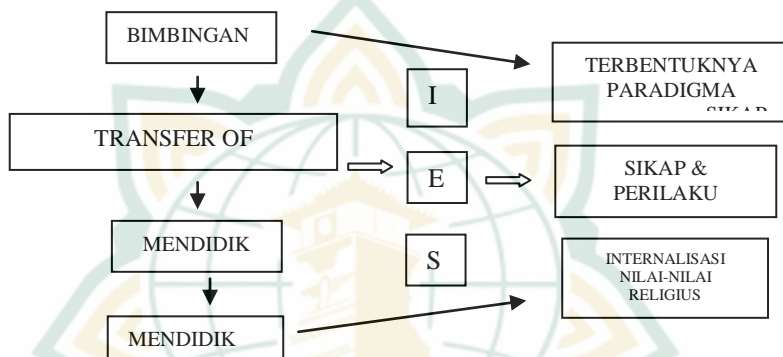 BIMBINGAN
TRANSFER OF
MENDIDIK
MENDIDIK
I
E
S
TERBENTUKNYA
PARADIGMA
SIKAP &
PERILAKU
INTERNALISASI
NILAI-NILAI
RELIGIUS